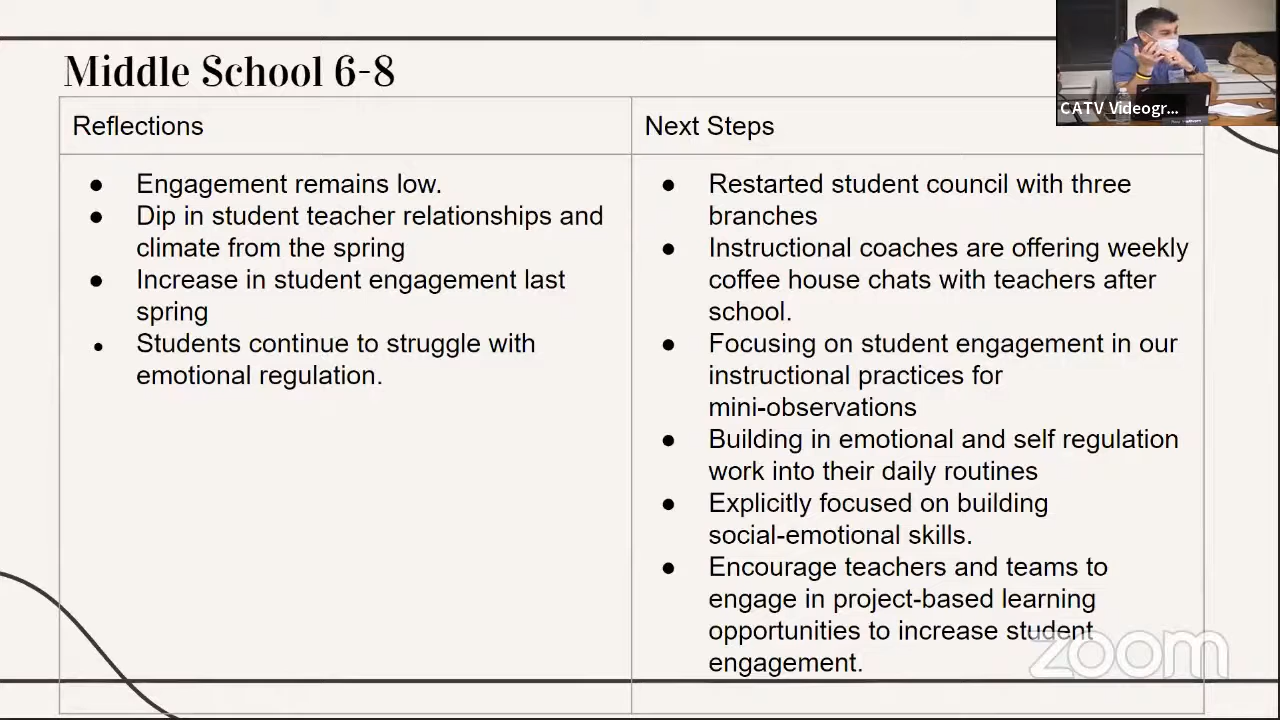 Middle School 6-8
CATV Videogr...
Reflections
Next Steps
● Engagement remains low.
● Dip in student teacher relationships and
climate from the spring
● Increase in student engagement last
spring
● Students continue to struggle with
emotional regulation.
● Restarted student council with three
branches
● Instructional coaches are offering weekly
coffee house chats with teachers after
school.
● Focusing on student engagement in our
instructional practices for
mini-observations
● Building in emotional and self regulation
work into their daily routines
● Explicitly focused on building
social-emotional skills.
● Encourage teachers and teams to
engage in project-based learning
opportunities to increase student
engagement.
zoom